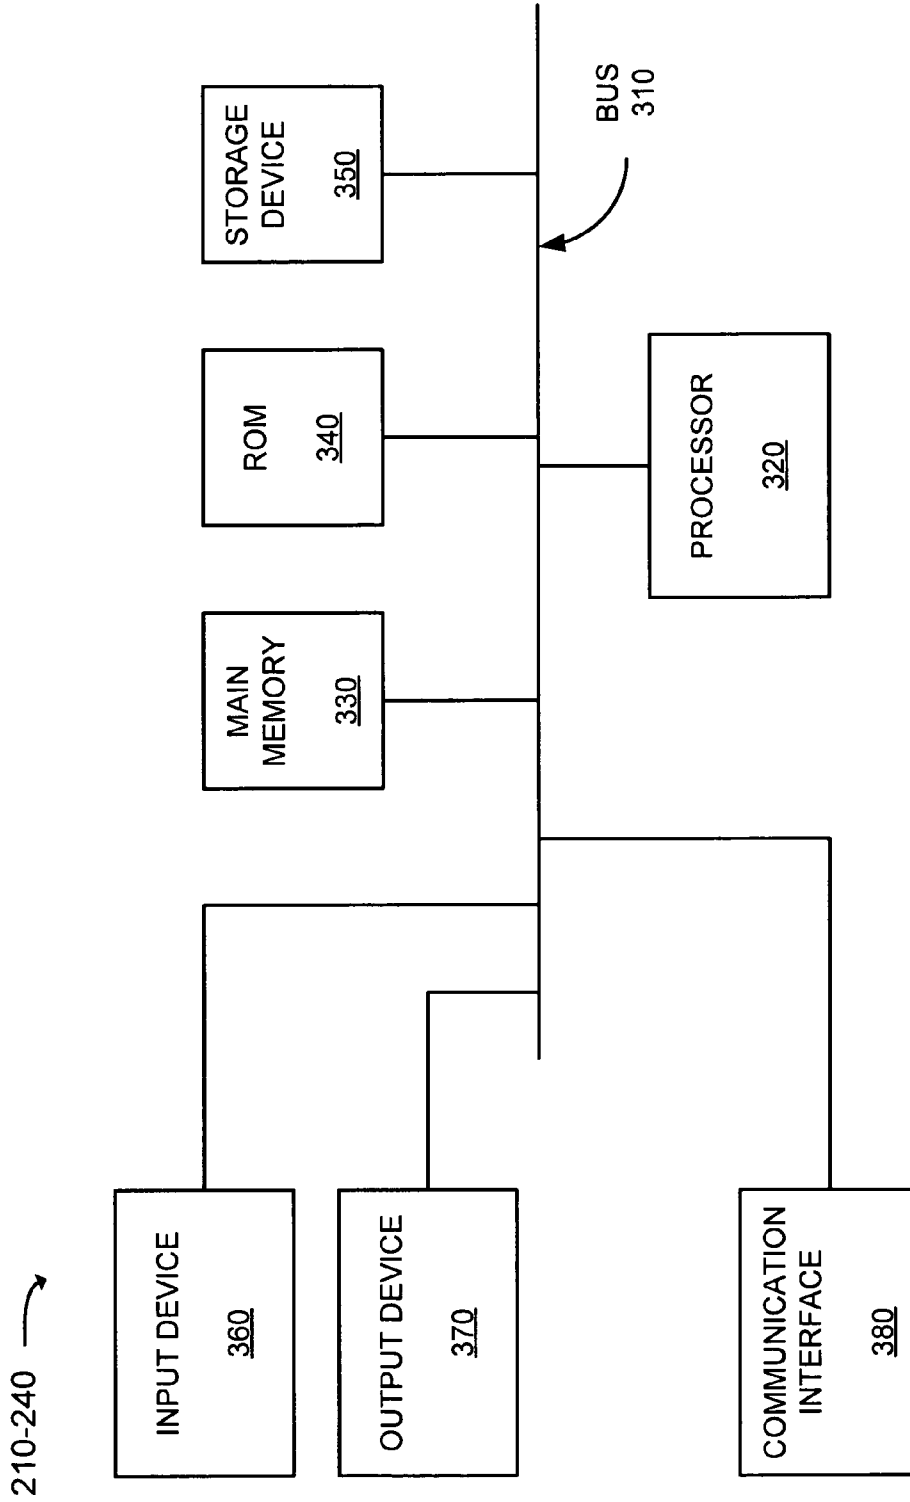 210-240
STORAGE
DEVICE
350
ROM
340
MAIN
MEMORY
330
INPUT DEVICE
360
OUTPUT DEVICE
370
BUS
310
PROCESSOR
320
COMMUNICATION
INTERFACE
380